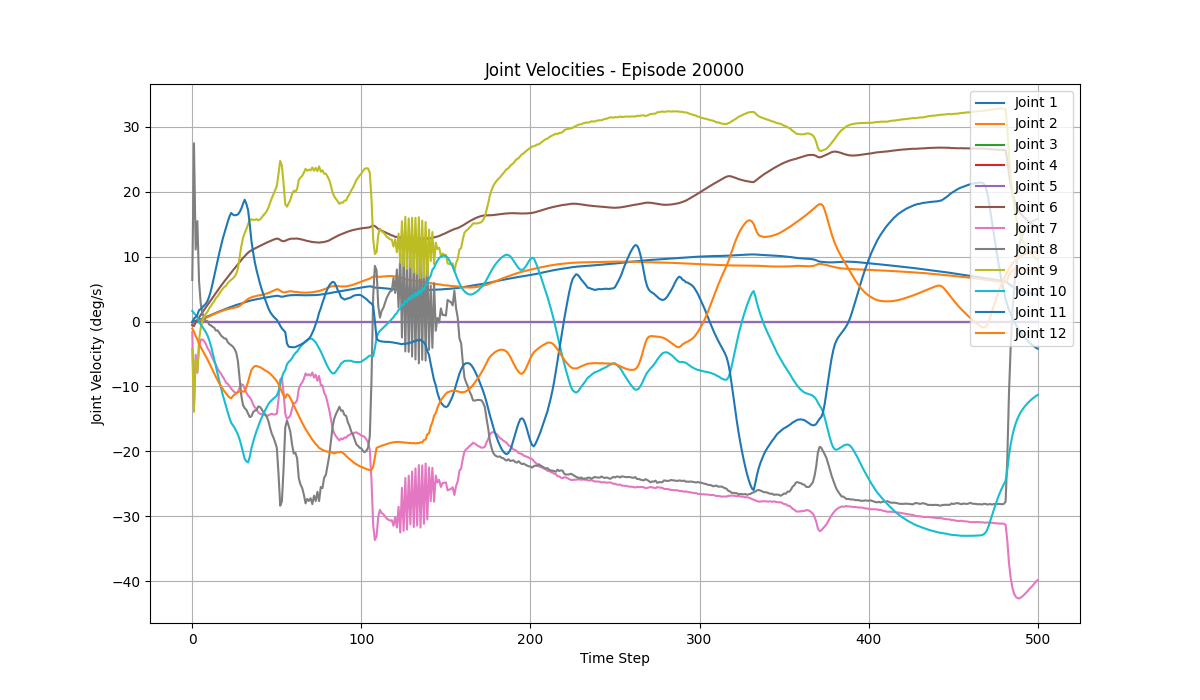 Joint Velocities - Episode 20000
Joint Velocity (deg/s)
30
20
10
0
−10
−20
−30
−40
0
100
200
300
400
500
Time Step
Joint 1
Joint 2
Joint 3
Joint 4
Joint 5
Joint 6
Joint 7
Joint 8
Joint 9
Joint 10
Joint 11
Joint 12